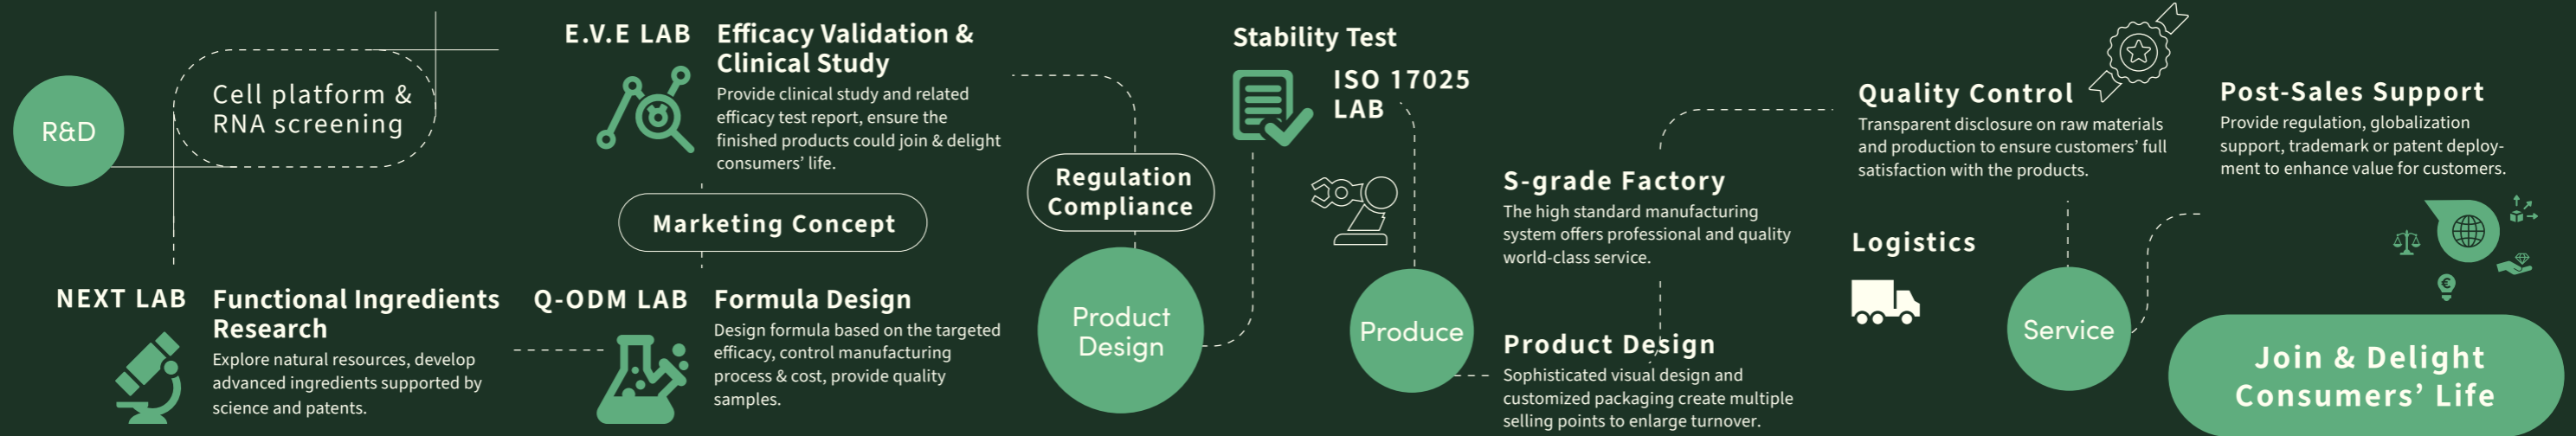 R&D
Cell platform &
RNA screening
NEXT LAB
Functional Ingredients
Research
Explore natural resources, develop
advanced ingredients supported by
science and patents.
E.V.E LAB
Efficacy Validation &
Clinical Study
Provide clinical study and related
efficacy test report, ensure the
finished products could join & delight
consumers' life.
Marketing Concept
Q-ODM LAB
Formula Design
Design formula based on the targeted
efficacy, control manufacturing
process & cost, provide quality
samples.
Regulation
Compliance
Product
Design
Stability Test
ISO 17025
LAB
Produce
S-grade Factory
The high standard manufacturing
system offers professional and quality
world-class service.
Product Design
Sophisticated visual design and
customized packaging create multiple
selling points to enlarge turnover.
Quality Control
Transparent disclosure on raw materials
and production to ensure customers' full
satisfaction with the products.
Logistics
Service
Post-Sales Support
Provide regulation, globalization
support, trademark or patent deploy-
ment to enhance value for customers.
€
Join & Delight
Consumers' Life